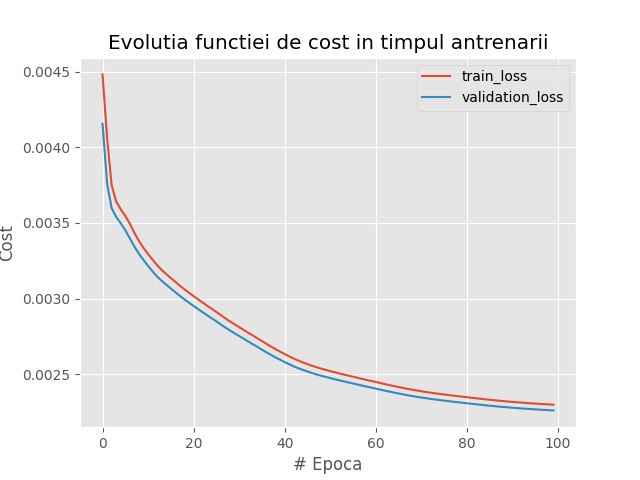 Evolutia functiei de cost in timpul antrenarii
train_loss
validation_loss
0.0045
0.0040
0.0035
0.0030
0.0025
Cost
0 20 40 60 80 100
# Epoca